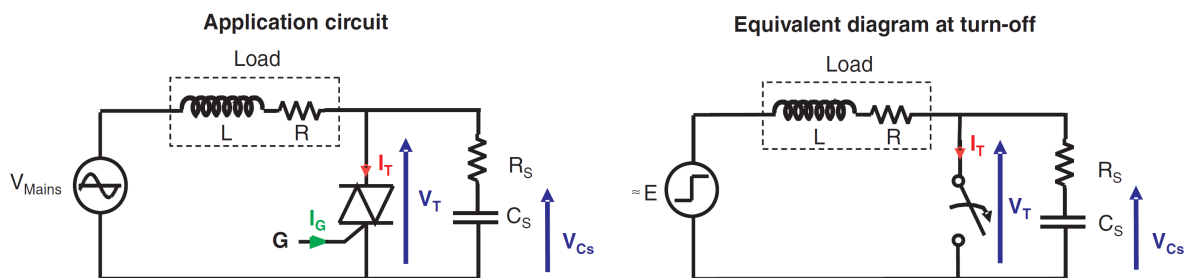 Application circuit
Load
L
R
V_Mains
I_T
V_T
I_G
G
R_S
C_S
V_Cs
Equivalent diagram at turn-off
Load
L
R
≈ E
I_T
V_T
R_S
C_S
V_Cs